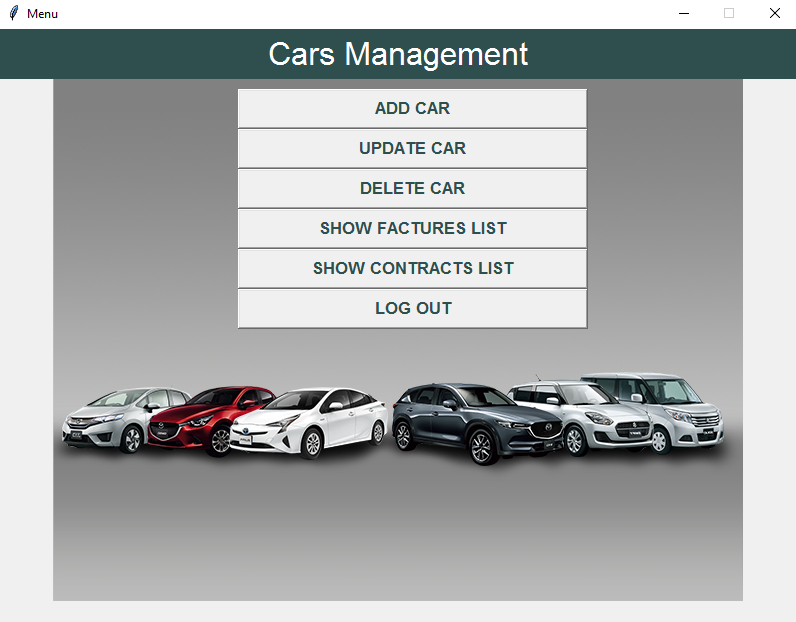 Menu
Cars Management
ADD CAR
UPDATE CAR
DELETE CAR
SHOW FACTURES LIST
SHOW CONTRACTS LIST
LOG OUT